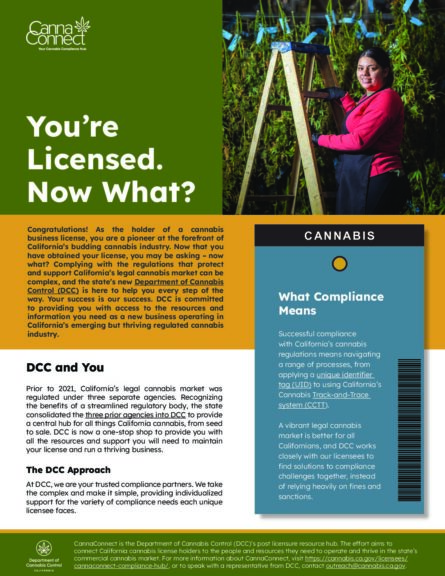 Canna
Connect
Your Cannabis Compliance Hub
You're
Licensed.
Now What?
Congratulations! As the holder of a cannabis
business license, you are a pioneer at the forefront of
California's budding cannabis industry. Now that you
have obtained your license, you may be asking – now
what? Complying with the regulations that protect
and support California's legal cannabis market can be
complex, and the state's new Department of Cannabis
Control (DCC) is here to help you every step of the
way. Your success is our success. DCC is committed
to providing you with access to the resources and
information you need as a new business operating in
California's emerging but thriving regulated cannabis
industry.
DCC and You
Prior to 2021, California's legal cannabis market was
regulated under three separate agencies. Recognizing
the benefits of a streamlined regulatory body, the state
consolidated the three prior agencies into DCC to provide
a central hub for all things California cannabis, from seed
to sale. DCC is now a one-stop shop to provide you with
all the resources and support you will need to maintain
your license and run a thriving business.
The DCC Approach
At DCC, we are your trusted compliance partners. We take
the complex and make it simple, providing individualized
support for the variety of compliance needs each unique
licensee faces.
CANNABIS
What Compliance
Means
Successful compliance
with California's cannabis
regulations means navigating
a range of processes, from
applying a unique identifier
tag (UID) to using California's
Cannabis Track-and-Trace
system (CCTT).
A vibrant legal cannabis
market is better for all
Californians, and DCC works
closely with our licensees to
find solutions to compliance
challenges together, instead
of relying heavily on fines and
sanctions.
Department of
Cannabis Control
CALIFORNIA
CannaConnect is the Department of Cannabis Control (DCC)'s post licensure resource hub. The effort aims to
connect California cannabis license holders to the people and resources they need to operate and thrive in the state's
commercial cannabis market. For more information about CannaConnect, visit https://cannabis.ca.gov/licensees/
cannaconnect-compliance-hub/, or to speak with a representative from DCC, contact outreach@cannabis.ca.gov.